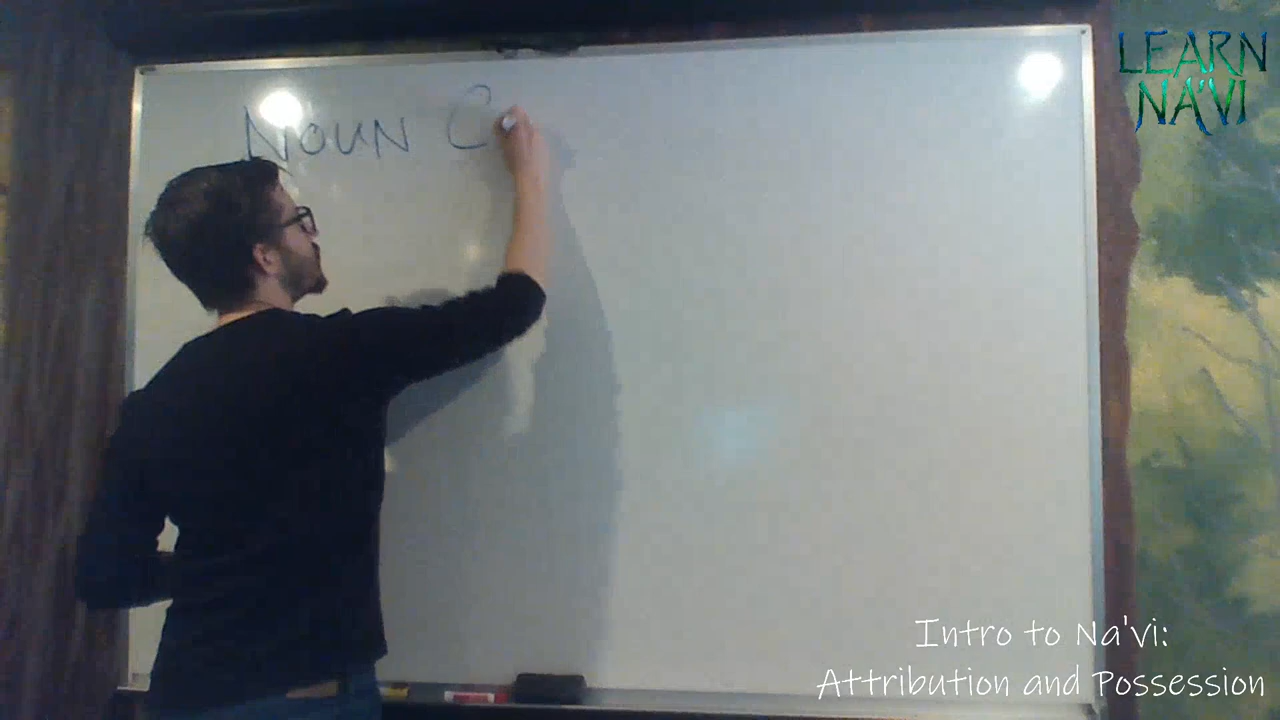 LEARN
NA'VI
NOUN C
Intro to Na'vi:
Attribution and Possession